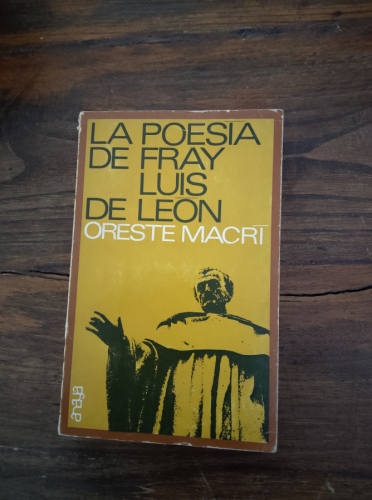 LA POESIA
DE FRAY
LUIS
DE LEON
ORESTE MACRÍ
anaya